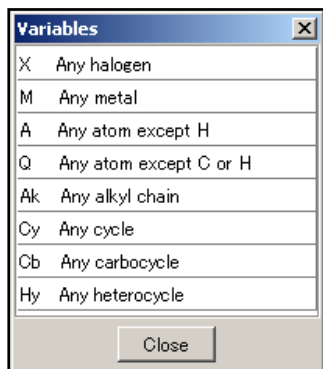 Variables
X Any halogen
M Any metal
A Any atom except H
Q Any atom except C or H
Ak Any alkyl chain
Cy Any cycle
Cb Any carbocycle
Hy Any heterocycle
Close